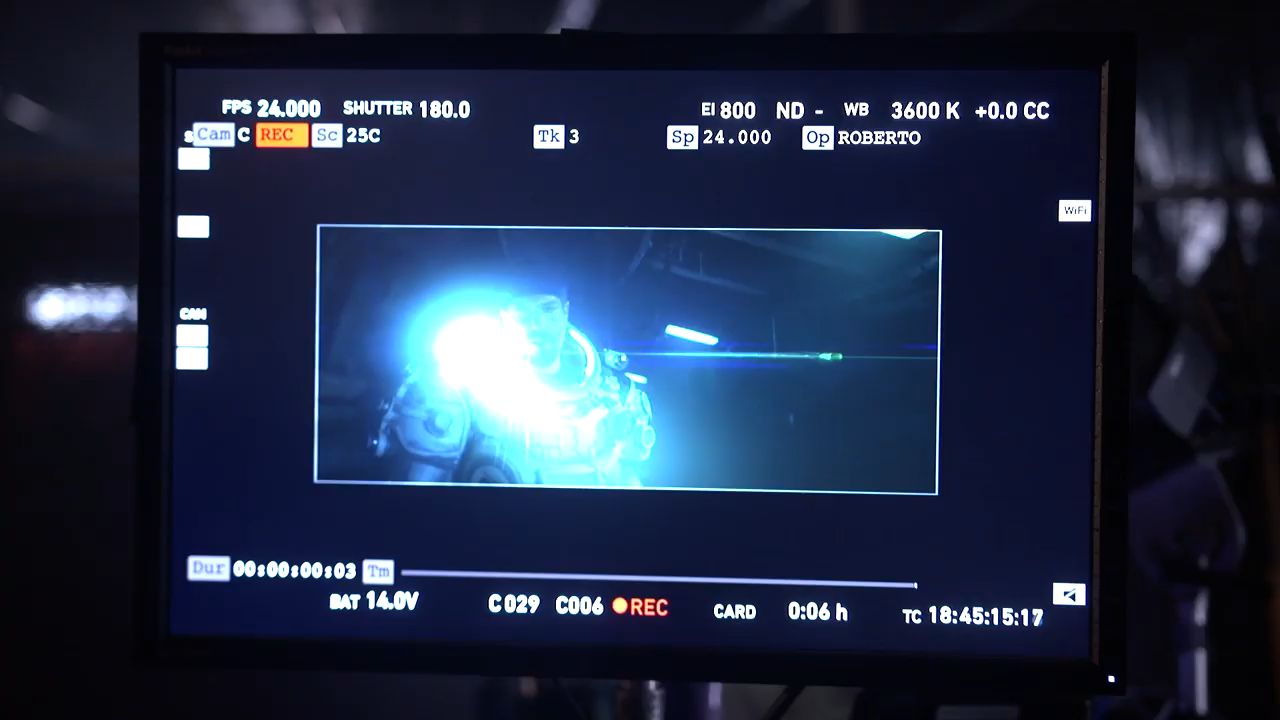 FPS 24.000 SHUTTER 180.0 EI 800 ND - WB 3600 K +0.0 CC
Cam C REC Sc 25C Tk 3 Sp 24.000 Op ROBERTO
WiFi
CAM
Dur 00:00:00:03 Tm
BAT 14.0V C 029 C006 REC CARD 0:06 h TC 18:45:15:17